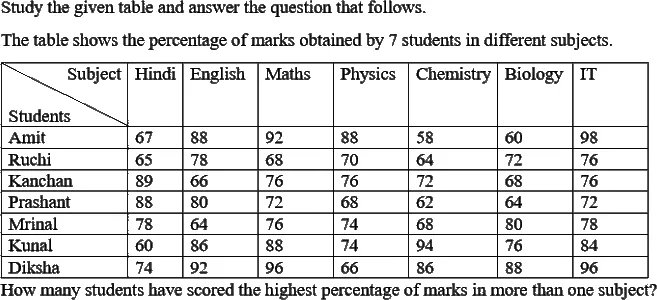 Study the given table and answer the question that follows.
The table shows the percentage of marks obtained by 7 students in different subjects.
Subject Hindi English Maths Physics Chemistry Biology IT
Students
Amit 67 88 92 88 58 60 98
Ruchi 65 78 68 70 64 72 76
Kanchan 89 66 76 76 72 68 76
Prashant 88 80 72 68 62 64 72
Mrinal 78 64 76 74 68 80 78
Kunal 60 86 88 74 94 76 84
Diksha 74 92 96 66 86 88 96
How many students have scored the highest percentage of marks in more than one subject?